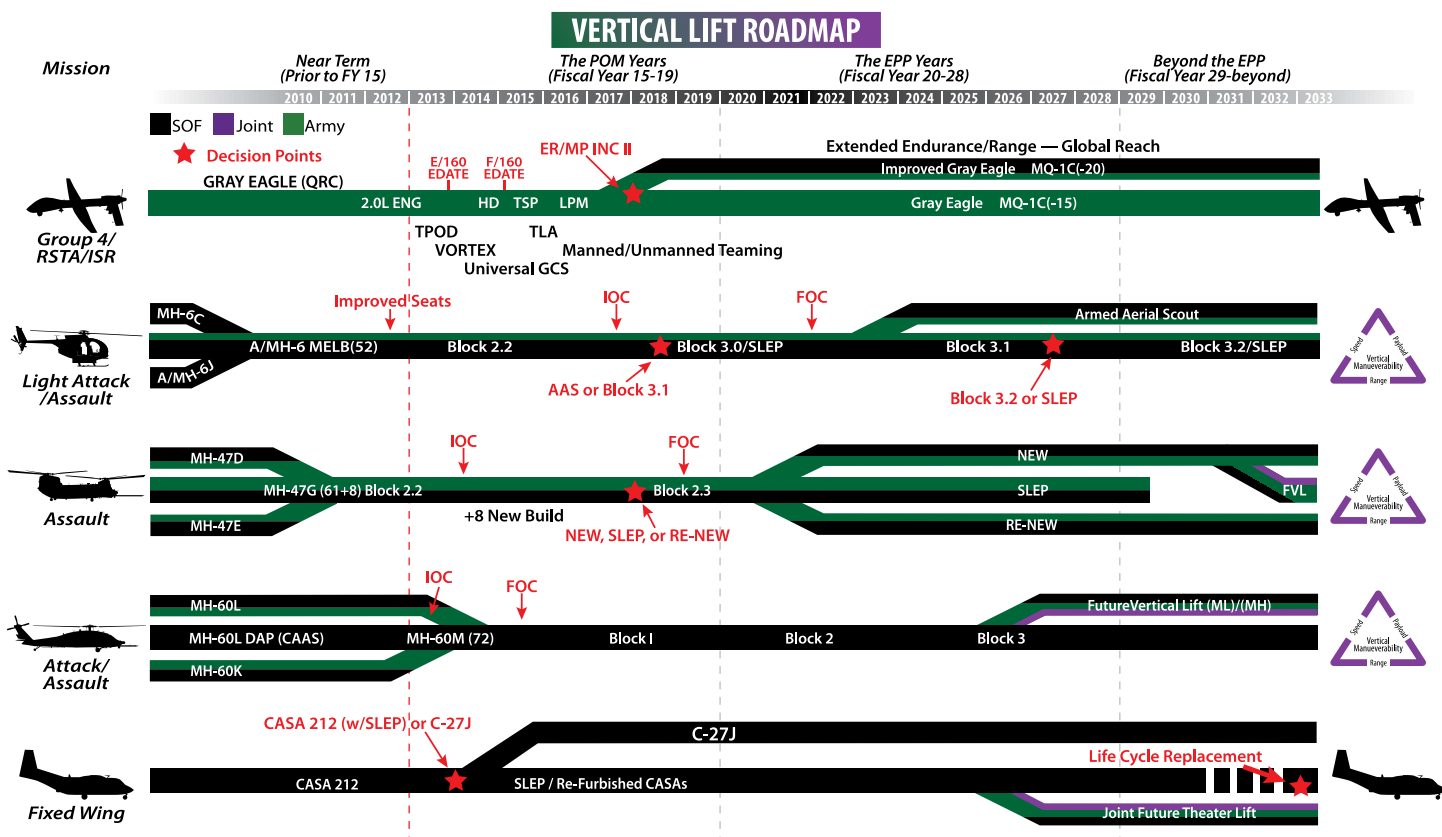 VERTICAL LIFT ROADMAP
Mission
Near Term
(Prior to FY 15)
The POM Years
(Fiscal Year 15-19)
The EPP Years
(Fiscal Year 20-28)
Beyond the EPP
(Fiscal Year 29-beyond)
2010 2011 2012 2013 2014 2015 2016 2017 2018 2019 2020 2021 2022 2023 2024 2025 2026 2027 2028 2029 2030 2031 2032 2033
SOF Joint Army
Decision Points
E/160
EDATE
F/160
EDATE
ER/MP INC II
Extended Endurance/Range — Global Reach
Improved Gray Eagle MQ-1C(-20)
GRAY EAGLE (QRC)
2.0L ENG HD TSP LPM
Gray Eagle MQ-1C(-15)
Group 4/
RSTA/ISR
TPOD
TLA
VORTEX
Manned/Unmanned Teaming
Universal GCS
Improved Seats
IOC
FOC
MH-6C
Armed Aerial Scout
A/MH-6 MELB(52)
Block 2.2
Block 3.0/SLEP
Block 3.1
Block 3.2/SLEP
A/MH-6J
Light Attack
/Assault
AAS or Block 3.1
Block 3.2 or SLEP
Speed
Payload
Vertical
Manueverability
Range
IOC
FOC
MH-47D
NEW
MH-47G (61+8) Block 2.2
Block 2.3
SLEP
FVL
+8 New Build
MH-47E
RE-NEW
Assault
NEW, SLEP, or RE-NEW
Speed
Payload
Vertical
Manueverability
Range
IOC
FOC
MH-60L
FutureVertical Lift (ML)/(MH)
MH-60L DAP (CAAS)
MH-60M (72)
Block I
Block 2
Block 3
MH-60K
Attack/
Assault
Speed
Payload
Vertical
Manueverability
Range
CASA 212 (w/SLEP) or C-27J
C-27J
Life Cycle Replacement
CASA 212
SLEP / Re-Furbished CASAs
Joint Future Theater Lift
Fixed Wing